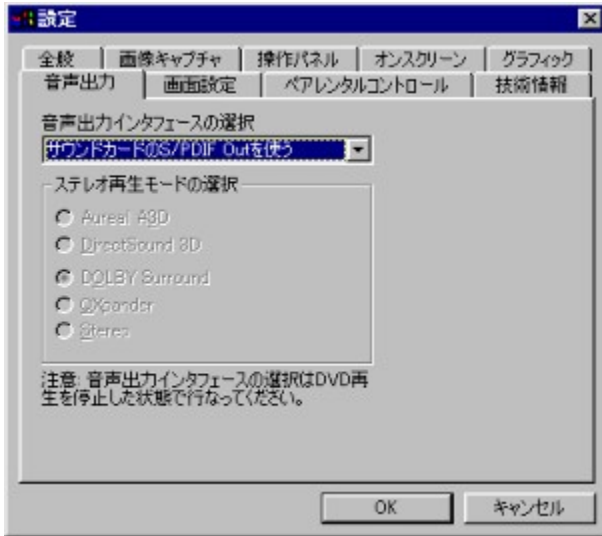 設定
全般
画像キャプチャ
操作パネル
オンスクリーン
グラフィック
音声出力
画面設定
ペアレンタルコントロール
技術情報
音声出力インタフェースの選択
サウンドカードのS/PDIF Outを使う
ステレオ再生モードの選択
Aureal A3D
DirectSound 3D
DOLBY Surround
QXpander
Stereo
注意: 音声出力インタフェースの選択はDVD再
生を停止した状態で行なってください。
OK
キャンセル